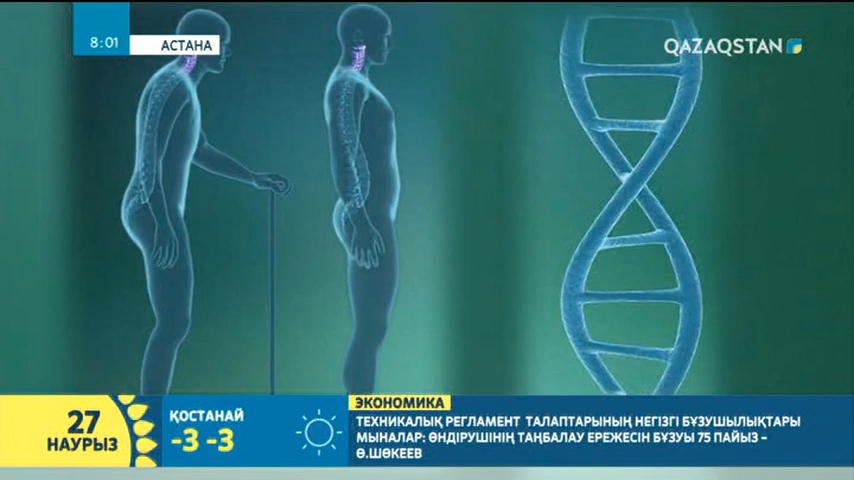 8:01
АСТАНА
QAZAQSTAN
27
НАУРЫЗ
ҚОСТАНАЙ
-3 -3
ЭКОНОМИКА
ТЕХНИКАЛЫҚ РЕГЛАМЕНТ ТАЛАПТАРЫНЫҢ НЕГІЗГІ БҰЗУШЫЛЫҚТАРЫ
МЫНАЛАР: ӨНДІРУШІНІҢ ТАҢБАЛАУ ЕРЕЖЕСІН БҰЗУЫ 75 ПАЙЫЗ –
Ө.ШӨКЕЕВ